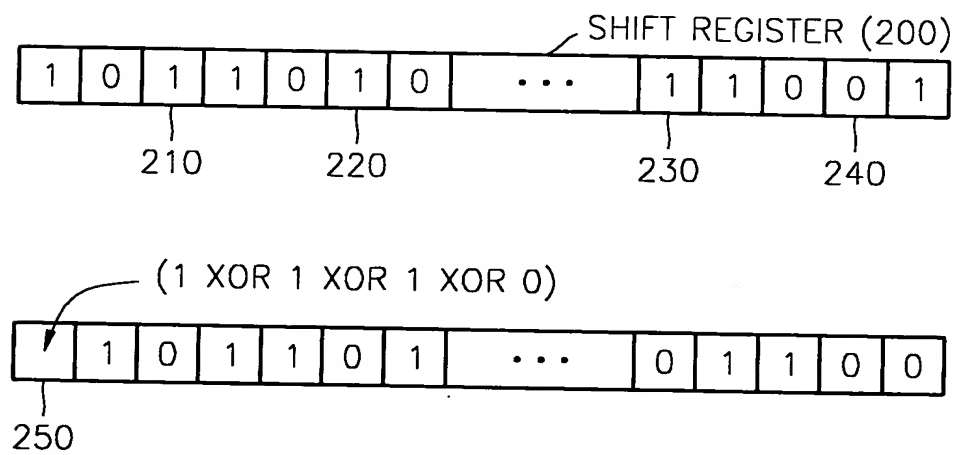 SHIFT REGISTER (200)
1 0 1 1 0 1 0 ... 1 1 0 0 1
210 220 230 240
(1 XOR 1 XOR 1 XOR 0)
1 0 1 1 0 1 ... 0 1 1 0 0
250